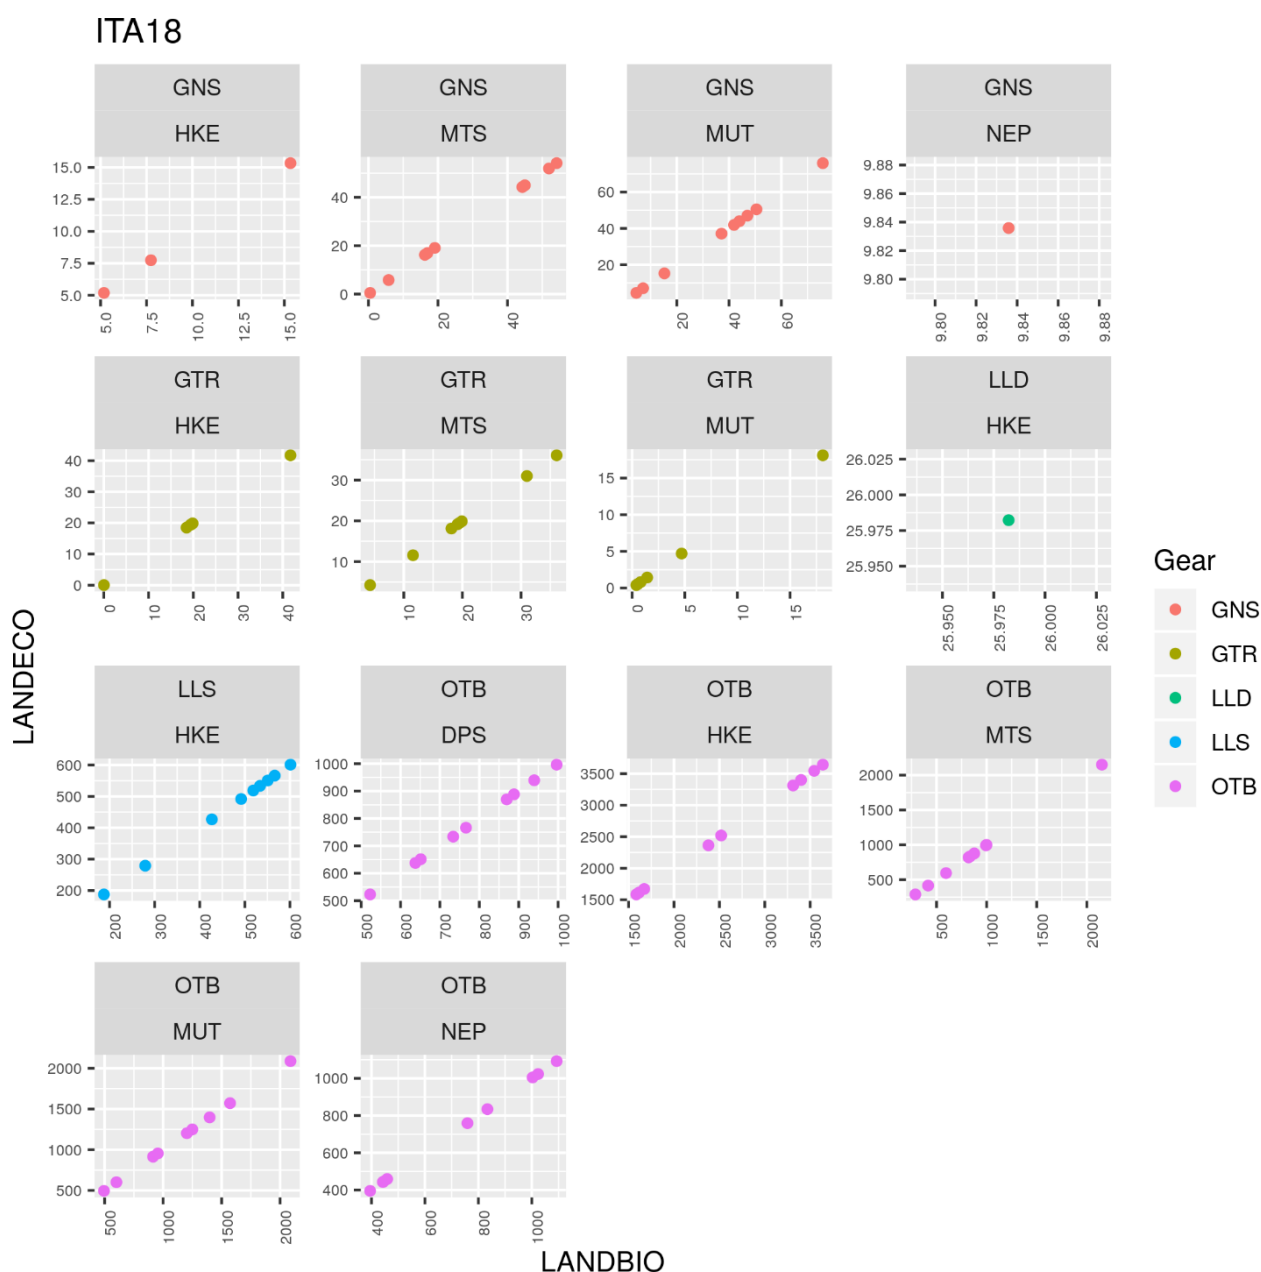 ITA18
GNS GNS GNS GNS
HKE MTS MUT NEP
15.0 12.5 10.0 7.5 5.0
40 20 0
60 40 20
9.88 9.86 9.84 9.82 9.80
5.0 7.5 10.0 12.5 15.0
0 20 40
20 40 60
9.80 9.82 9.84 9.86 9.88
GTR GTR GTR LLD
HKE MTS MUT HKE
40 30 20 10 0
30 20 10
15 10 5 0
26.025 26.000 25.975 25.950
0 10 20 30 40
10 20 30
0 5 10 15
25.950 25.975 26.000 26.025
LLS OTB OTB OTB
HKE DPS HKE MTS
600 500 400 300 200
1000 900 800 700 600 500
3500 3000 2500 2000 1500
2000 1500 1000 500
200 300 400 500 600
500 600 700 800 900 1000
1500 2000 2500 3000 3500
500 1000 1500 2000
OTB OTB
MUT NEP
2000 1500 1000 500
1000 800 600 400
500 1000 1500 2000
400 600 800 1000
LANDECO
LANDBIO
Gear
GNS
GTR
LLD
LLS
OTB